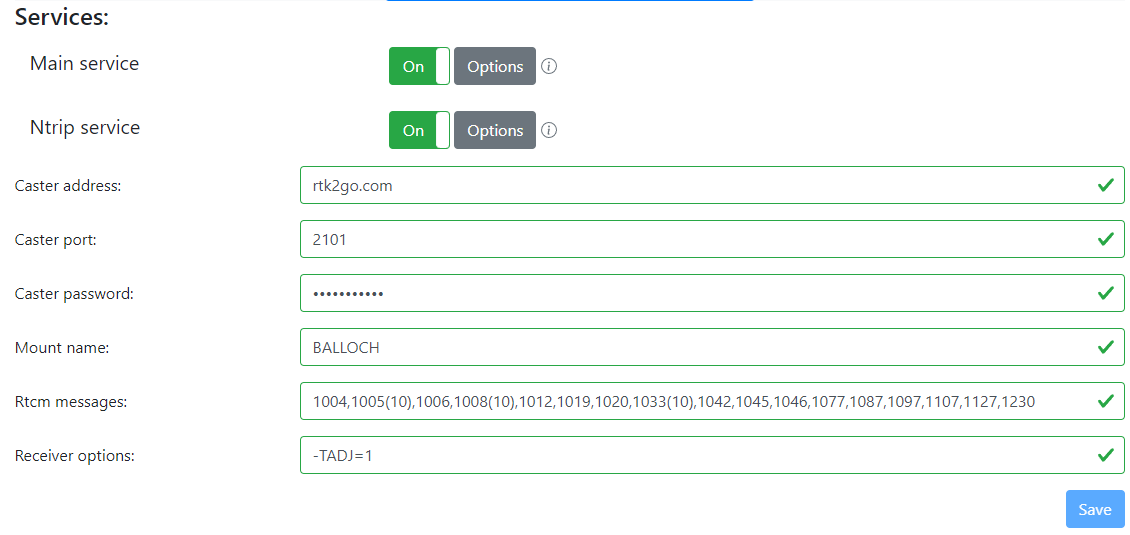 Services:
Main service On Options i
Ntrip service On Options i
Caster address: rtk2go.com
Caster port: 2101
Caster password: •••••••••••
Mount name: BALLOCH
Rtcm messages: 1004,1005(10),1006,1008(10),1012,1019,1020,1033(10),1042,1045,1046,1077,1087,1097,1107,1127,1230
Receiver options: -TADJ=1
Save